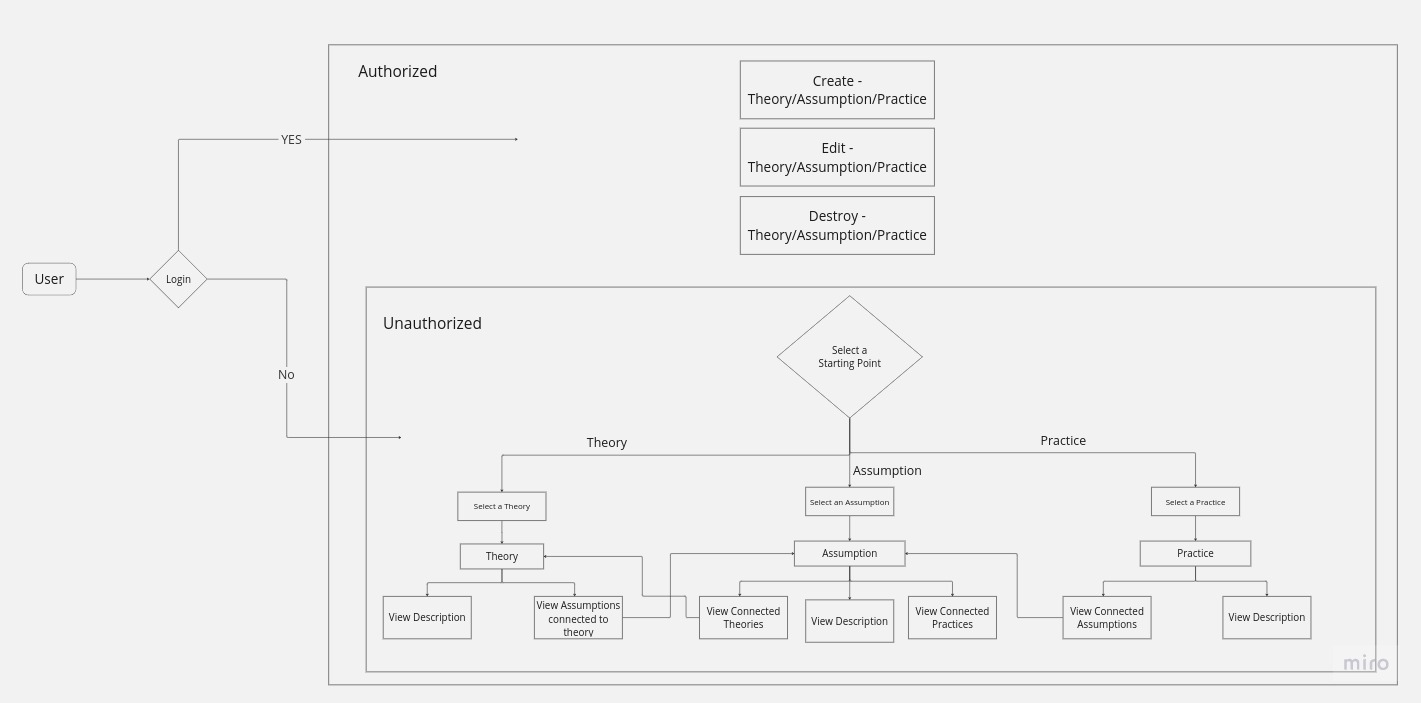 Authorized
Create -
Theory/Assumption/Practice
YES
Edit -
Theory/Assumption/Practice
Destroy -
Theory/Assumption/Practice
User
Login
Unauthorized
Select a
Starting Point
No
Theory
Practice
Assumption
Select a Theory
Select an Assumption
Select a Practice
Theory
Assumption
Practice
View Description
View Assumptions
connected to
theory
View Connected
Theories
View Description
View Connected
Practices
View Connected
Assumptions
View Description
miro